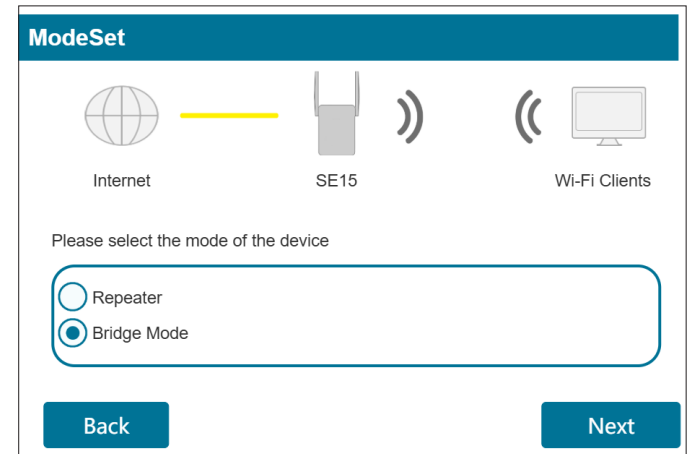 ModeSet
Internet SE15 Wi-Fi Clients
Please select the mode of the device
Repeater
Bridge Mode
Back Next